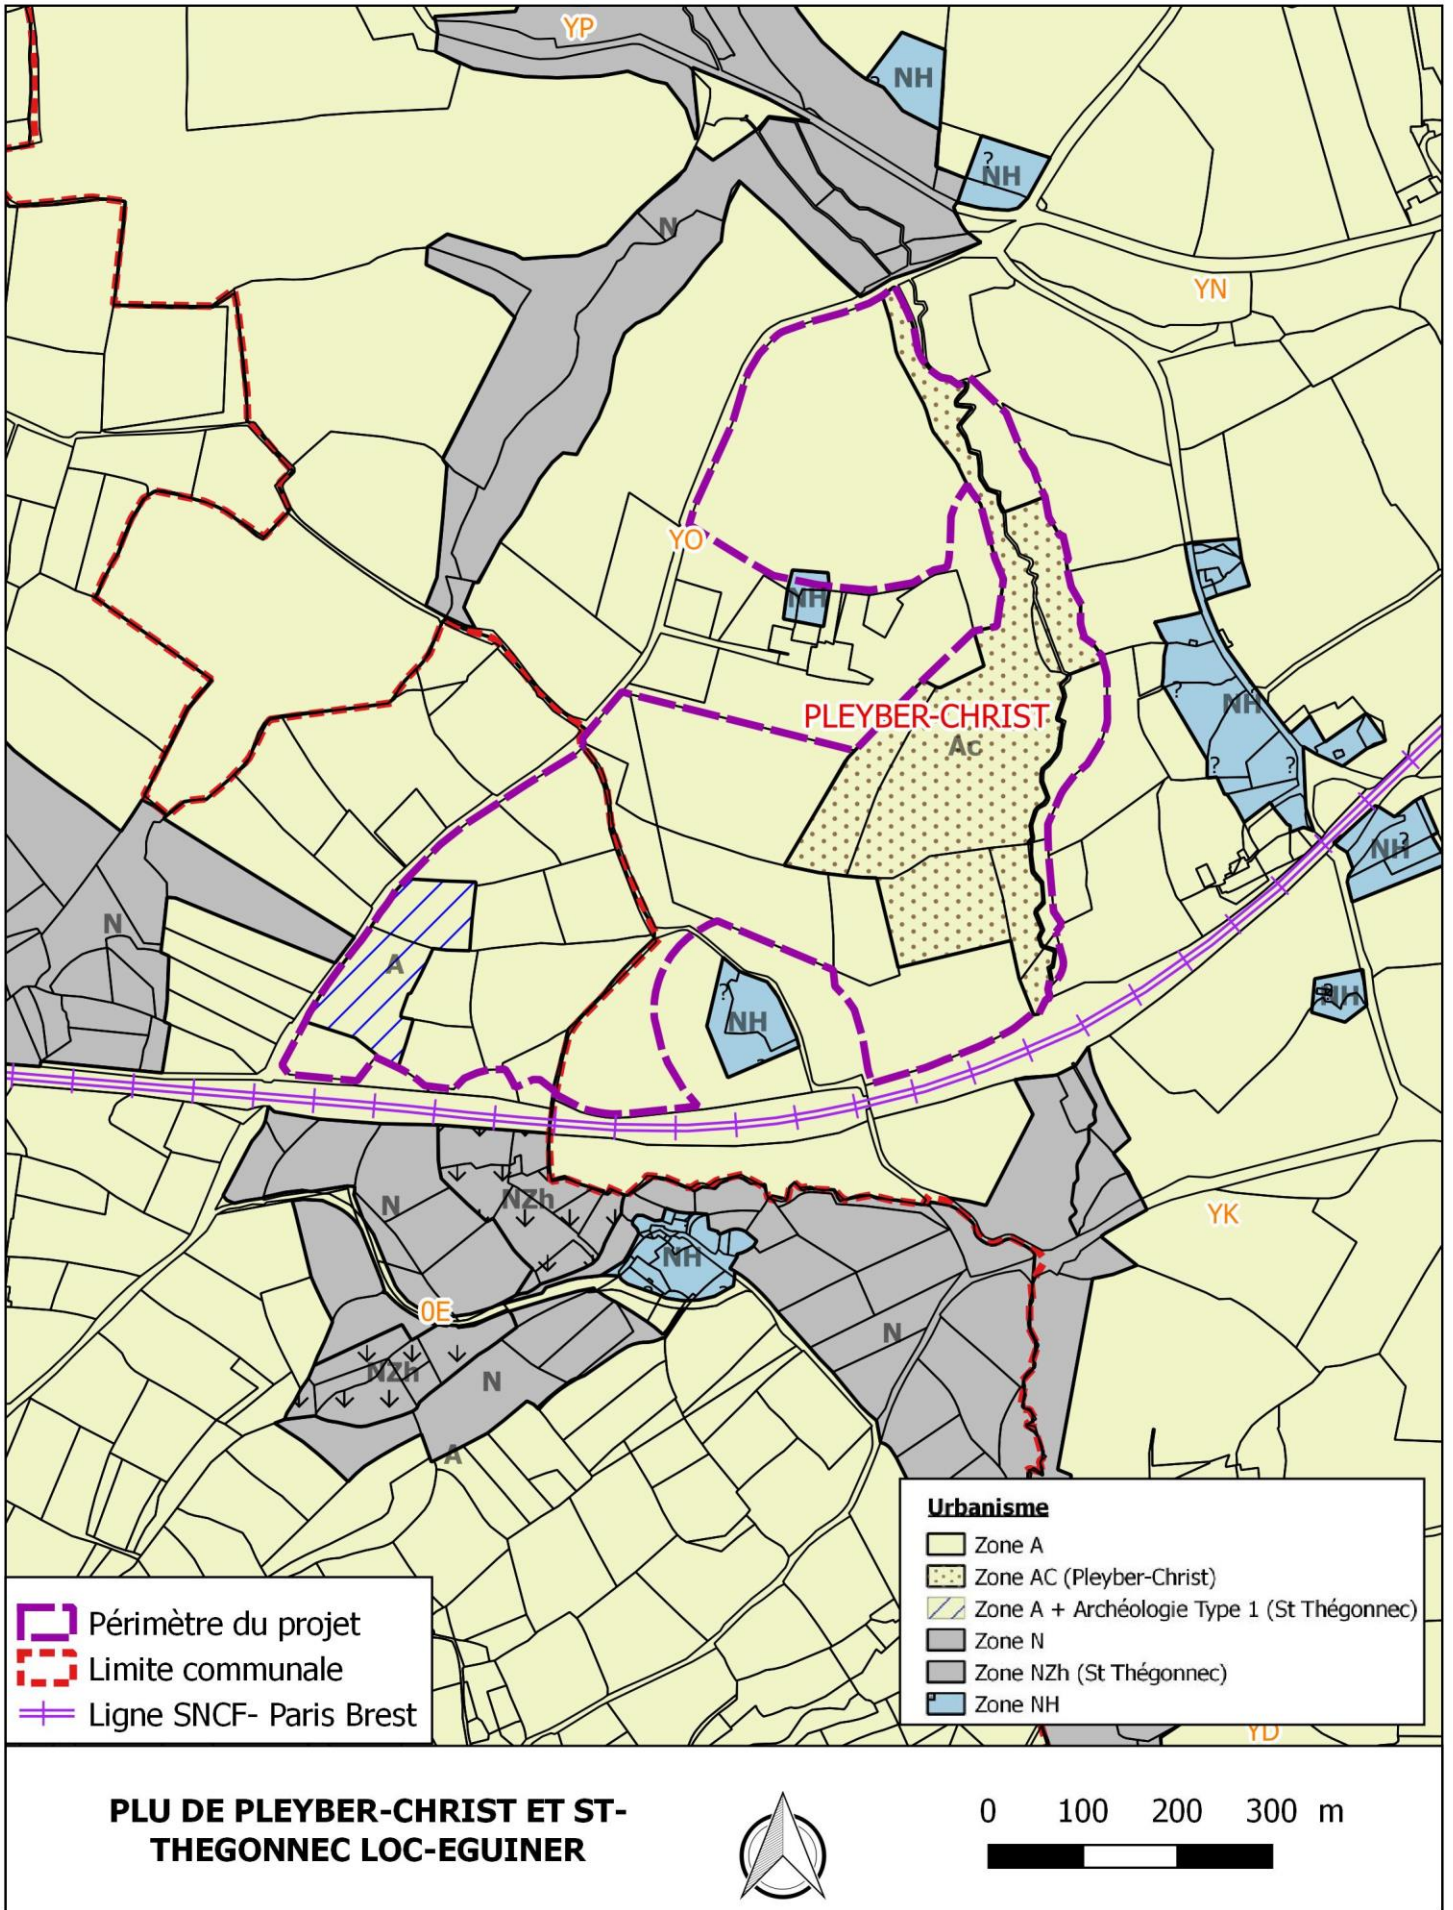 YP
NH
?
?
NH
N
YN
YO
NH
PLEYBER-CHRIST
Ac
NH
?
?
?
NH
?
N
A
?
NH
NH
N
NZh
NH
YK
0E
N
NZh
N
A
Urbanisme
Zone A
Zone AC (Pleyber-Christ)
Zone A + Archéologie Type 1 (St Thégonnec)
Zone N
Zone NZh (St Thégonnec)
Zone NH
Périmètre du projet
Limite communale
Ligne SNCF- Paris Brest
YD
PLU DE PLEYBER-CHRIST ET ST-
THEGONNEC LOC-EGUINER
0 100 200 300 m